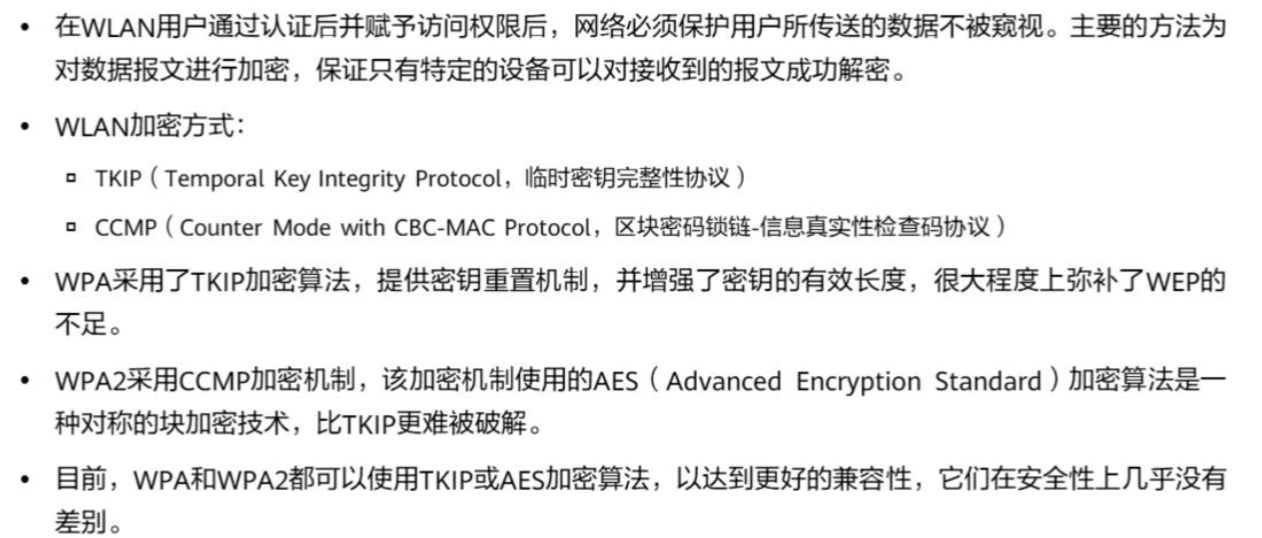 • 在WLAN用户通过认证后并赋予访问权限后，网络必须保护用户所传送的数据不被窥视。主要的方法为
对数据报文进行加密，保证只有特定的设备可以对接收到的报文成功解密。
• WLAN加密方式：
▫ TKIP（Temporal Key Integrity Protocol，临时密钥完整性协议）
▫ CCMP（Counter Mode with CBC-MAC Protocol，区块密码锁链-信息真实性检查码协议）
• WPA采用了TKIP加密算法，提供密钥重置机制，并增强了密钥的有效长度，很大程度上弥补了WEP的
不足。
• WPA2采用CCMP加密机制，该加密机制使用的AES（Advanced Encryption Standard）加密算法是一
种对称的块加密技术，比TKIP更难被破解。
• 目前，WPA和WPA2都可以使用TKIP或AES加密算法，以达到更好的兼容性，它们在安全性上几乎没有
差别。